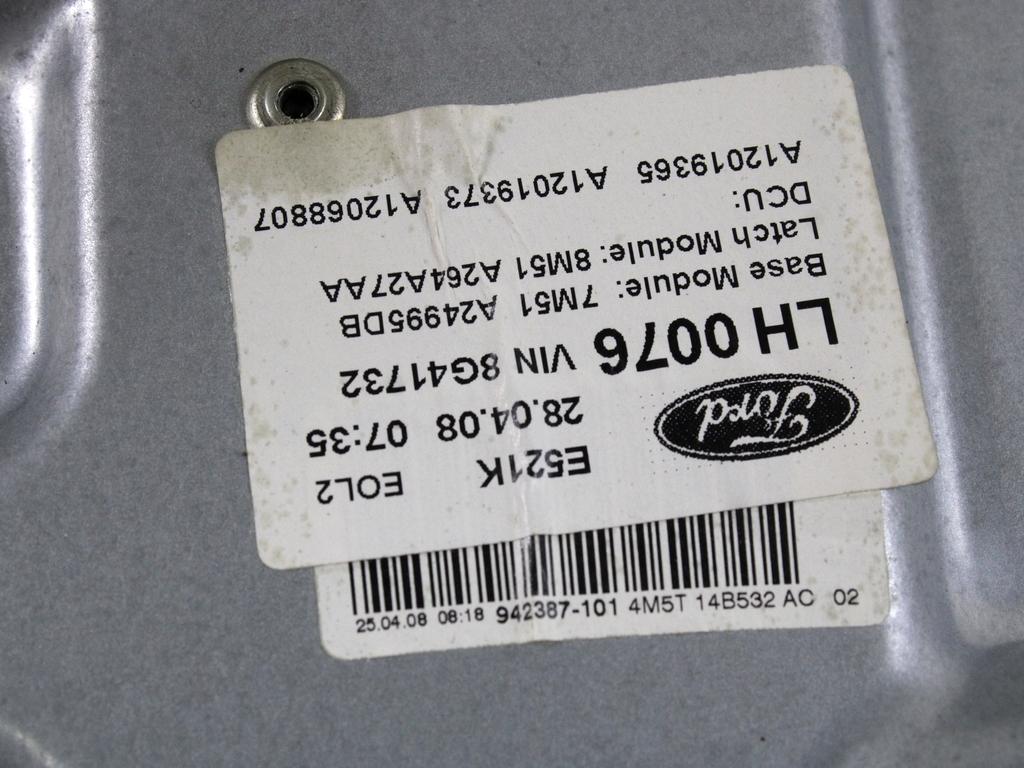 E521K EOL2
Ford 28.04.08 07:35
LH 0076 VIN 8G41732
Base Module: 7M51 A24995DB
Latch Module: 8M51 A264A27AA
DCU:
A12019365 A12019373 A12068807
25.04.08 08:18 942387-101 4M5T 14B532 AC 02